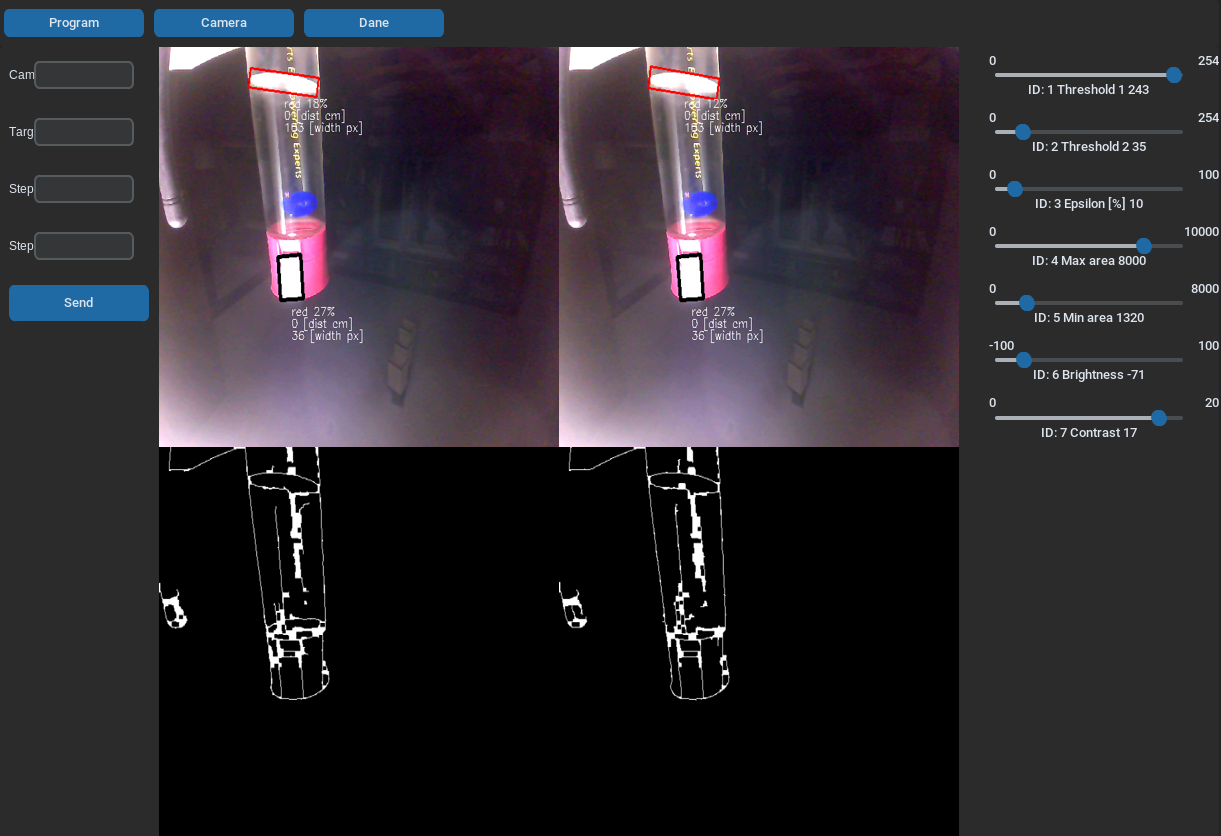 Program
Camera
Dane
Cam
Targ
Step
Step
Send
red 18%
0 [dist cm]
153 [width px]
Experts
red 27%
0 [dist cm]
36 [width px]
red 12%
0 [dist cm]
153 [width px]
Experts
red 27%
0 [dist cm]
36 [width px]
0 254
ID: 1 Threshold 1 243
0 254
ID: 2 Threshold 2 35
0 100
ID: 3 Epsilon [%] 10
0 10000
ID: 4 Max area 8000
0 8000
ID: 5 Min area 1320
-100 100
ID: 6 Brightness -71
0 20
ID: 7 Contrast 17